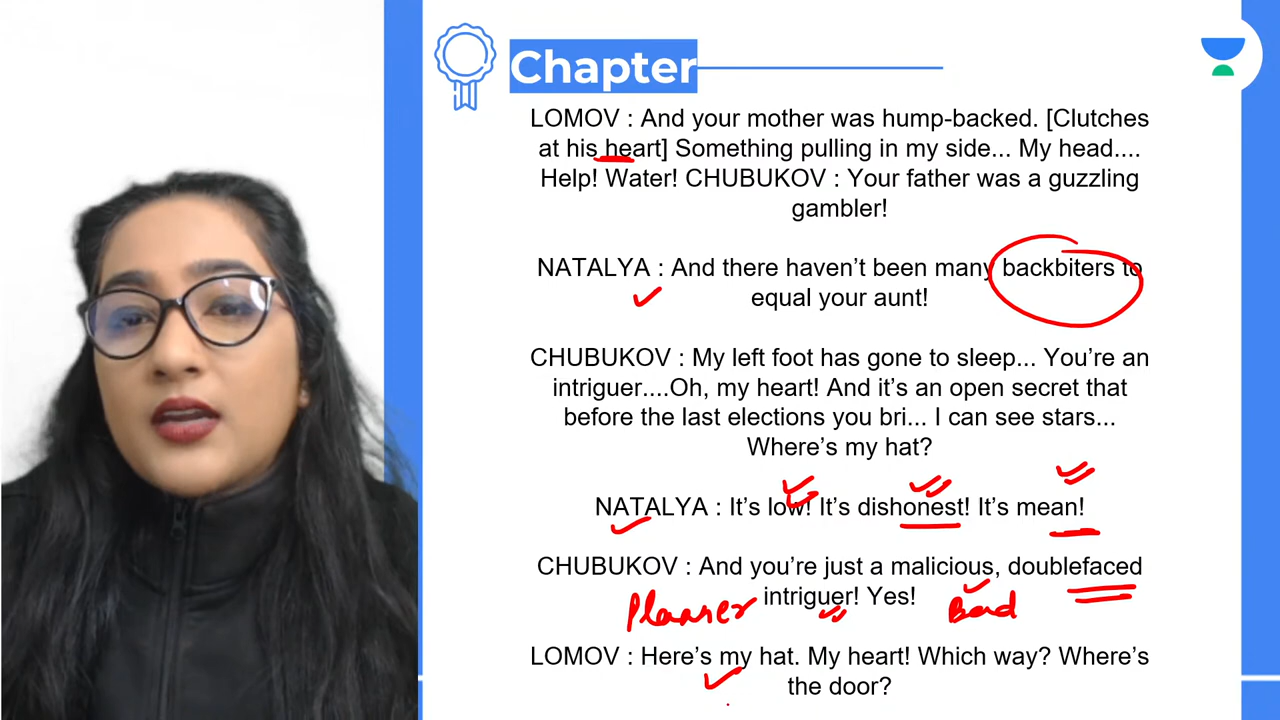 Chapter
LOMOV : And your mother was hump-backed. [Clutches
at his heart] Something pulling in my side... My head....
Help! Water! CHUBUKOV : Your father was a guzzling
gambler!
NATALYA : And there haven't been many backbiters to
equal your aunt!
CHUBUKOV : My left foot has gone to sleep... You're an
intriguer....Oh, my heart! And it's an open secret that
before the last elections you bri... I can see stars...
Where's my hat?
NATALYA : It's low! It's dishonest! It's mean!
CHUBUKOV : And you're just a malicious, doublefaced
intriguer! Yes!
Planner Bad
LOMOV : Here's my hat. My heart! Which way? Where's
the door?